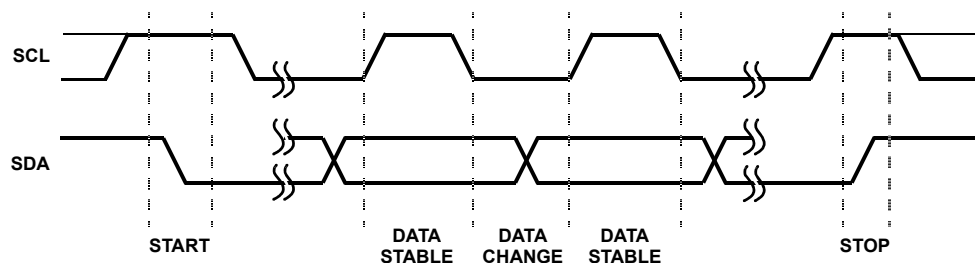 SCL
SDA
START
DATA
STABLE
DATA
CHANGE
DATA
STABLE
STOP